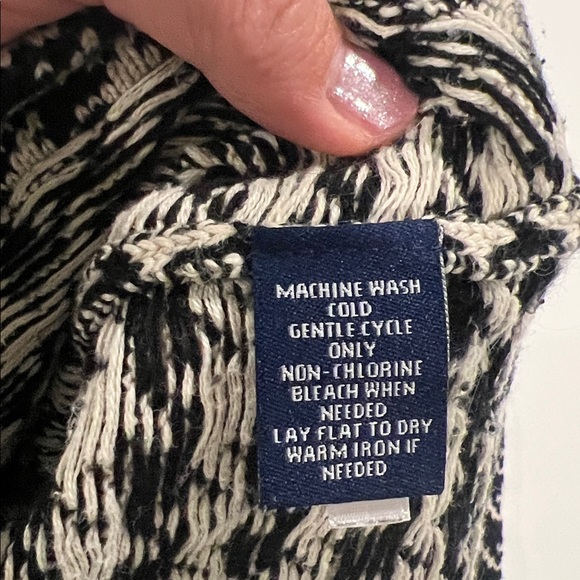 MACHINE WASH
COLD
GENTLE CYCLE
ONLY
NON-CHLORINE
BLEACH WHEN
NEEDED
LAY FLAT TO DRY
WARM IRON IF
NEEDED